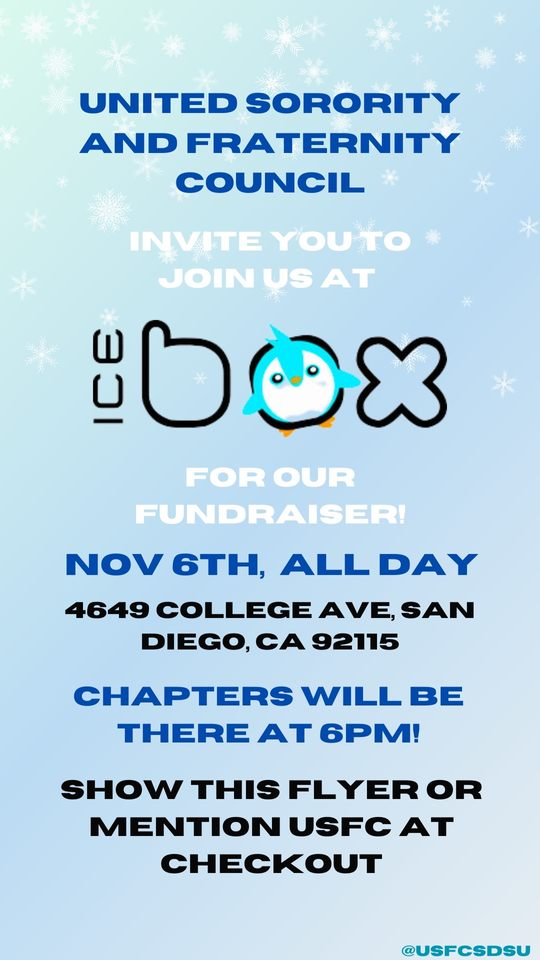 UNITED SORORITY
AND FRATERNITY
COUNCIL
INVITE YOU TO
JOIN US AT
ICE box
FOR OUR
FUNDRAISER!
NOV 6TH, ALL DAY
4649 COLLEGE AVE, SAN
DIEGO, CA 92115
CHAPTERS WILL BE
THERE AT 6PM!
SHOW THIS FLYER OR
MENTION USFC AT
CHECKOUT
@USFCSDSU